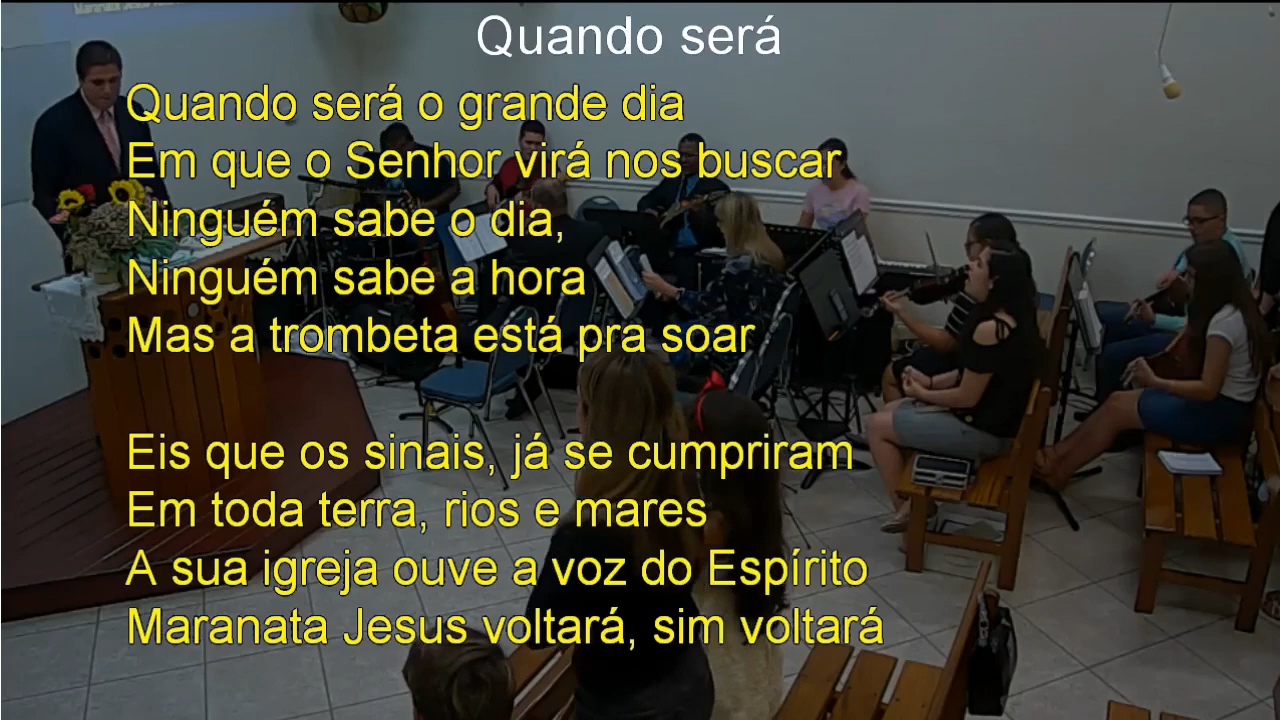 Maranata Jesus
Quando será
Quando será o grande dia
Em que o Senhor virá nos buscar
Ninguém sabe o dia,
Ninguém sabe a hora
Mas a trombeta está pra soar
Eis que os sinais, já se cumpriram
Em toda terra, rios e mares
A sua igreja ouve a voz do Espírito
Maranata Jesus voltará, sim voltará